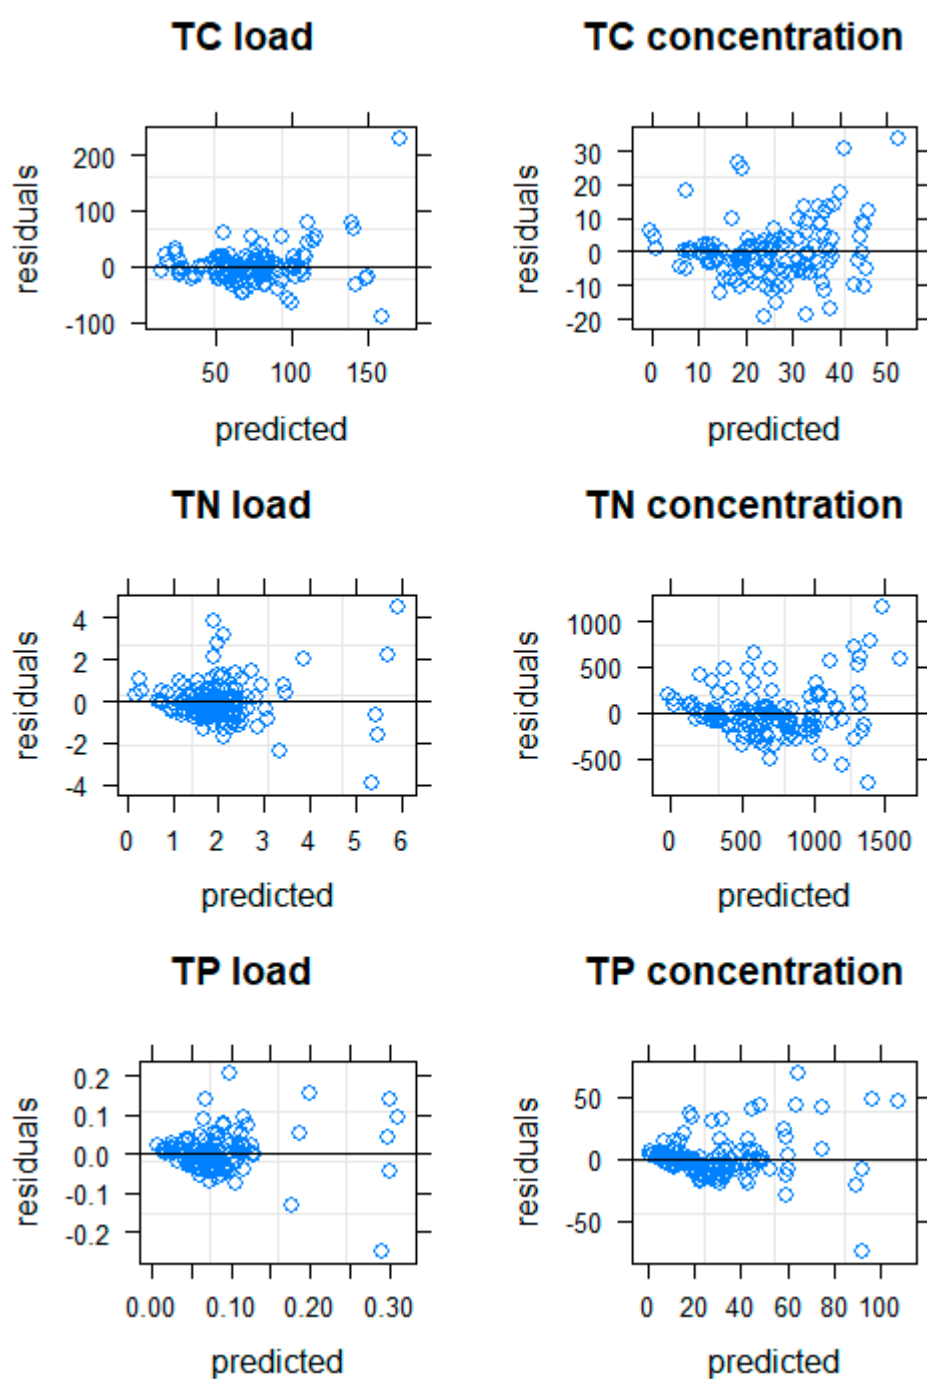 TC load
TC concentration
residuals
200
100
0
-100
50 100 150
predicted
residuals
30
20
10
0
-10
-20
0 10 20 30 40 50
predicted
TN load
TN concentration
residuals
4
2
0
-2
-4
0 1 2 3 4 5 6
predicted
residuals
1000
500
0
-500
0 500 1000 1500
predicted
TP load
TP concentration
residuals
0.2
0.1
0.0
-0.1
-0.2
0.00 0.10 0.20 0.30
predicted
residuals
50
0
-50
0 20 40 60 80 100
predicted